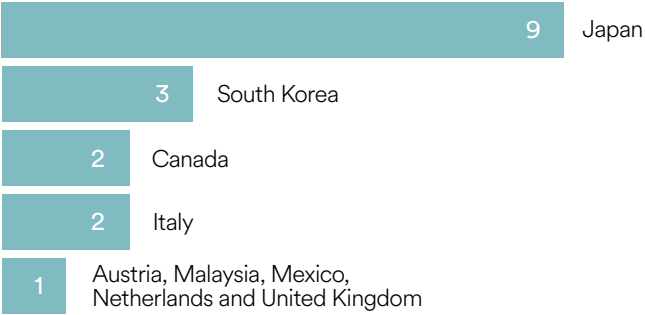 9 Japan
3 South Korea
2 Canada
2 Italy
1 Austria, Malaysia, Mexico,
Netherlands and United Kingdom